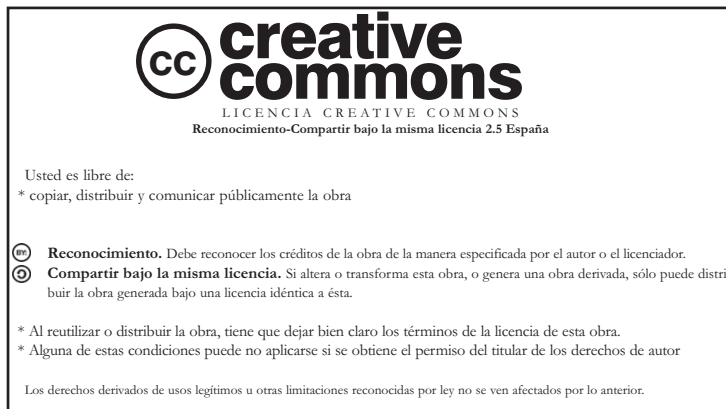 cc creative
commons
LICENCIA CREATIVE COMMONS
Reconocimiento-Compartir bajo la misma licencia 2.5 España
Usted es libre de:
* copiar, distribuir y comunicar públicamente la obra
BY: Reconocimiento. Debe reconocer los créditos de la obra de la manera especificada por el autor o el licenciador.
Compartir bajo la misma licencia. Si altera o transforma esta obra, o genera una obra derivada, sólo puede distri
buir la obra generada bajo una licencia idéntica a ésta.
* Al reutilizar o distribuir la obra, tiene que dejar bien claro los términos de la licencia de esta obra.
* Alguna de estas condiciones puede no aplicarse si se obtiene el permiso del titular de los derechos de autor
Los derechos derivados de usos legítimos u otras limitaciones reconocidas por ley no se ven afectados por lo anterior.